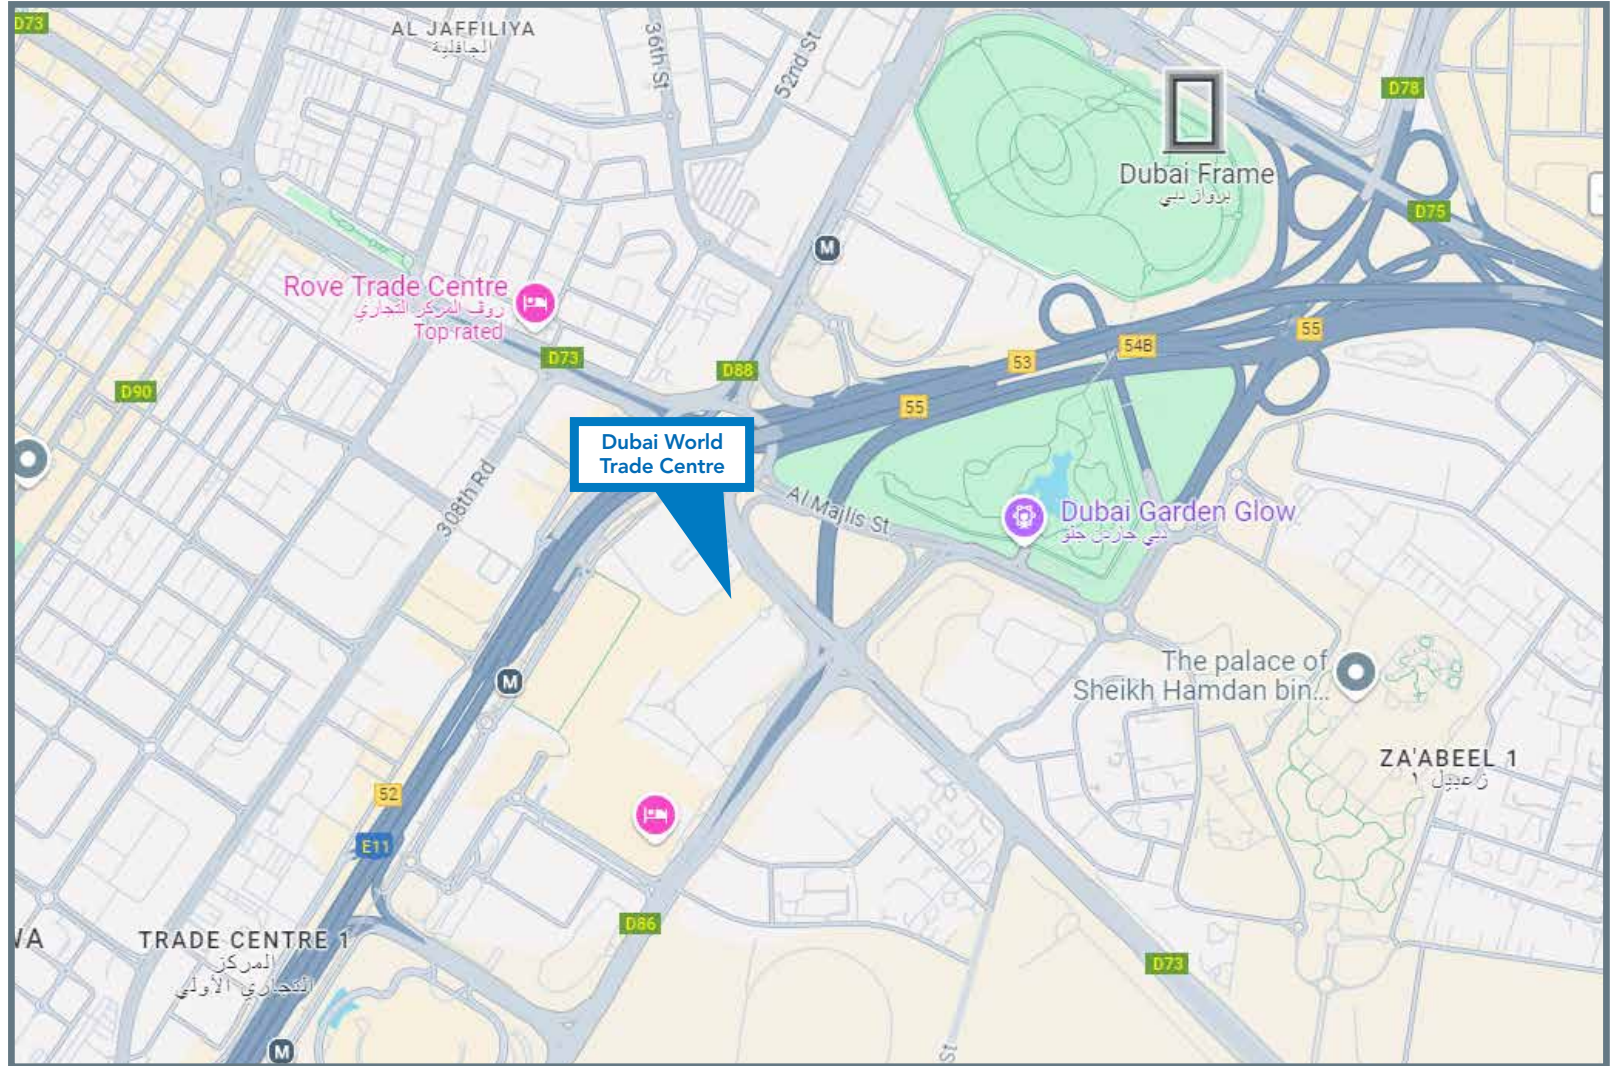 D73
AL JAFFILIYA
الجافلية
36th St
52nd St
D78
Dubai Frame
برواز دبي
D75
M
Rove Trade Centre
روڤ المركز التجاري
Top rated
D73
D88
D90
53
54B
55
55
Dubai World
Trade Centre
308th Rd
Al Majlis St
Dubai Garden Glow
دبي جاردن جلو
The palace of
Sheikh Hamdan bin...
M
ZA'ABEEL 1
زعبيل ١
52
E11
D86
TRADE CENTRE 1
المركز
التجاري الأولي
D73
M
St